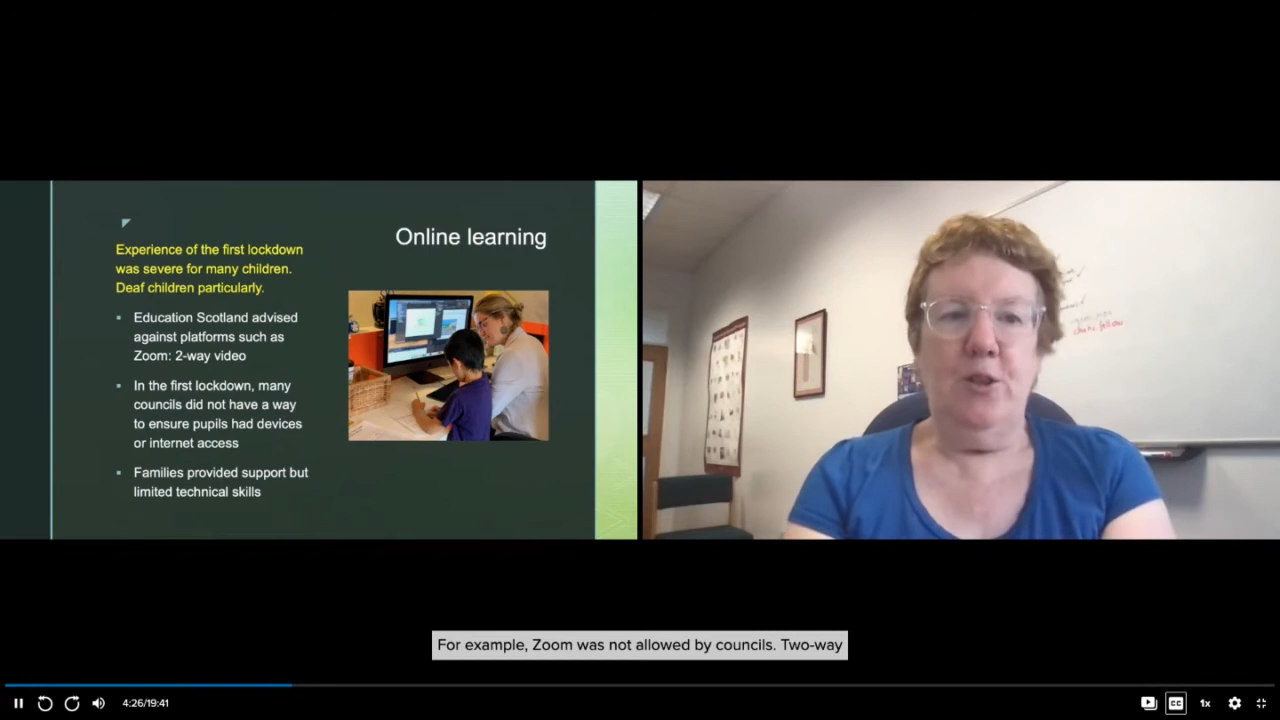 Online learning
Experience of the first lockdown
was severe for many children.
Deaf children particularly.
Education Scotland advised
against platforms such as
Zoom: 2-way video
In the first lockdown, many
councils did not have a way
to ensure pupils had devices
or internet access
Families provided support but
limited technical skills
For example, Zoom was not allowed by councils. Two-way
4:26/19:41
CC
1x